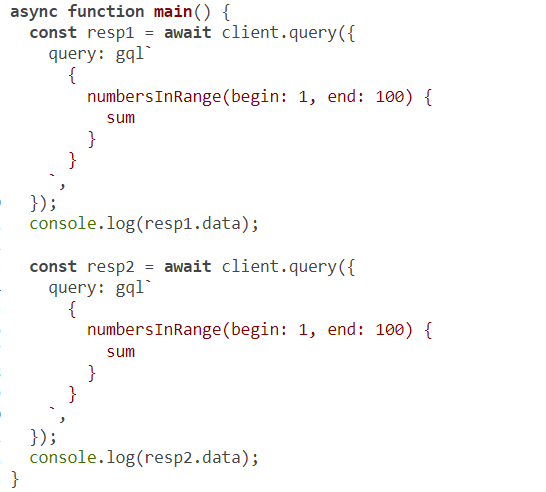 async function main() {
  const resp1 = await client.query({
    query: gql`
      {
        numbersInRange(begin: 1, end: 100) {
          sum
        }
      }
    `,
  });
  console.log(resp1.data);

  const resp2 = await client.query({
    query: gql`
      {
        numbersInRange(begin: 1, end: 100) {
          sum
        }
      }
    `,
  });
  console.log(resp2.data);
}